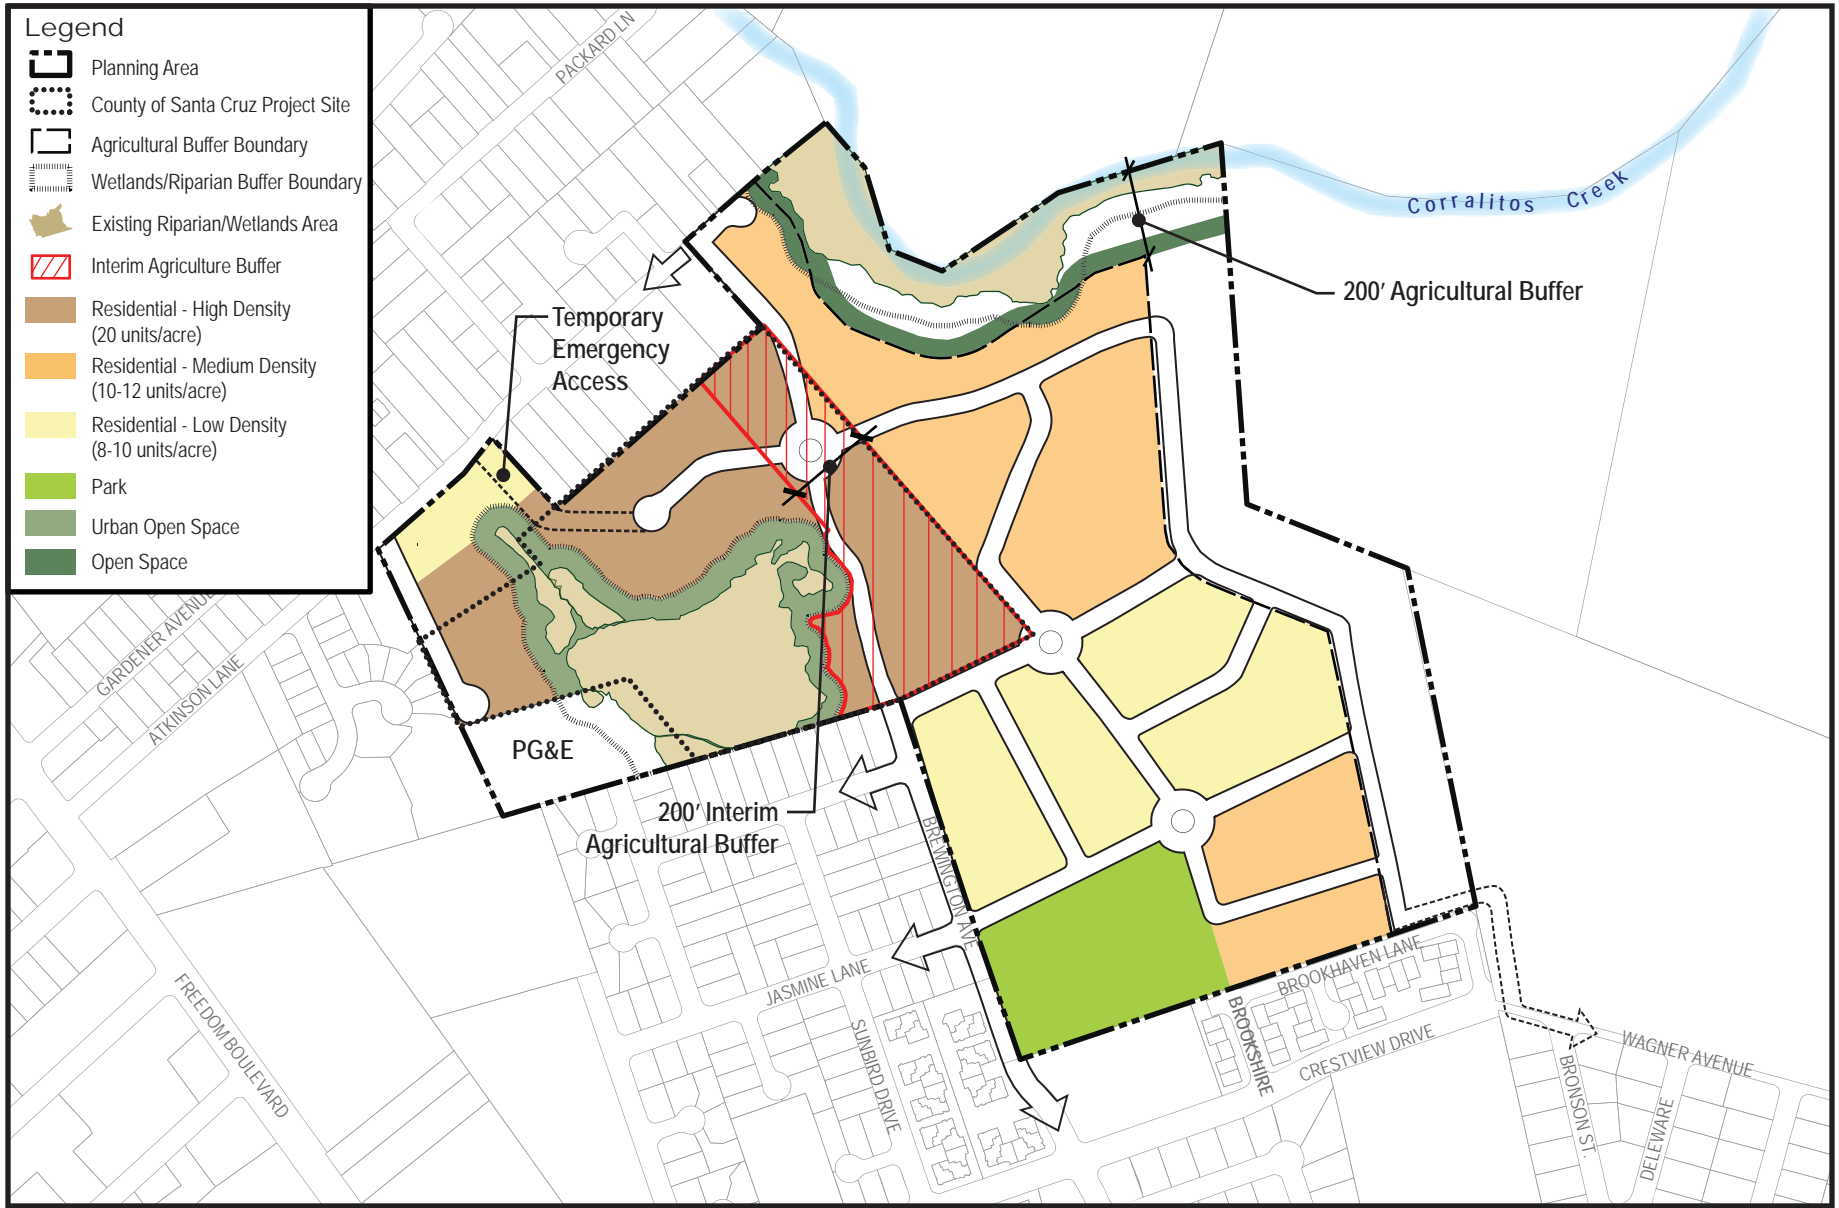 Legend
Planning Area
County of Santa Cruz Project Site
Agricultural Buffer Boundary
Wetlands/Riparian Buffer Boundary
Existing Riparian/Wetlands Area
Interim Agriculture Buffer
Residential - High Density
(20 units/acre)
Residential - Medium Density
(10-12 units/acre)
Residential - Low Density
(8-10 units/acre)
Park
Urban Open Space
Open Space
PACKARD LN
Corralitos Creek
200' Agricultural Buffer
Temporary
Emergency
Access
GARDENER AVENUE
ATKINSON LANE
PG&E
200' Interim
Agricultural Buffer
BREWINGTON AVE
JASMINE LANE
SUNBIRD DRIVE
FREEDOM BOULEVARD
BROOKHAVEN LANE
BROOKSHIRE
CRESTVIEW DRIVE
WAGNER AVENUE
BRONSON ST.
DELEWARE